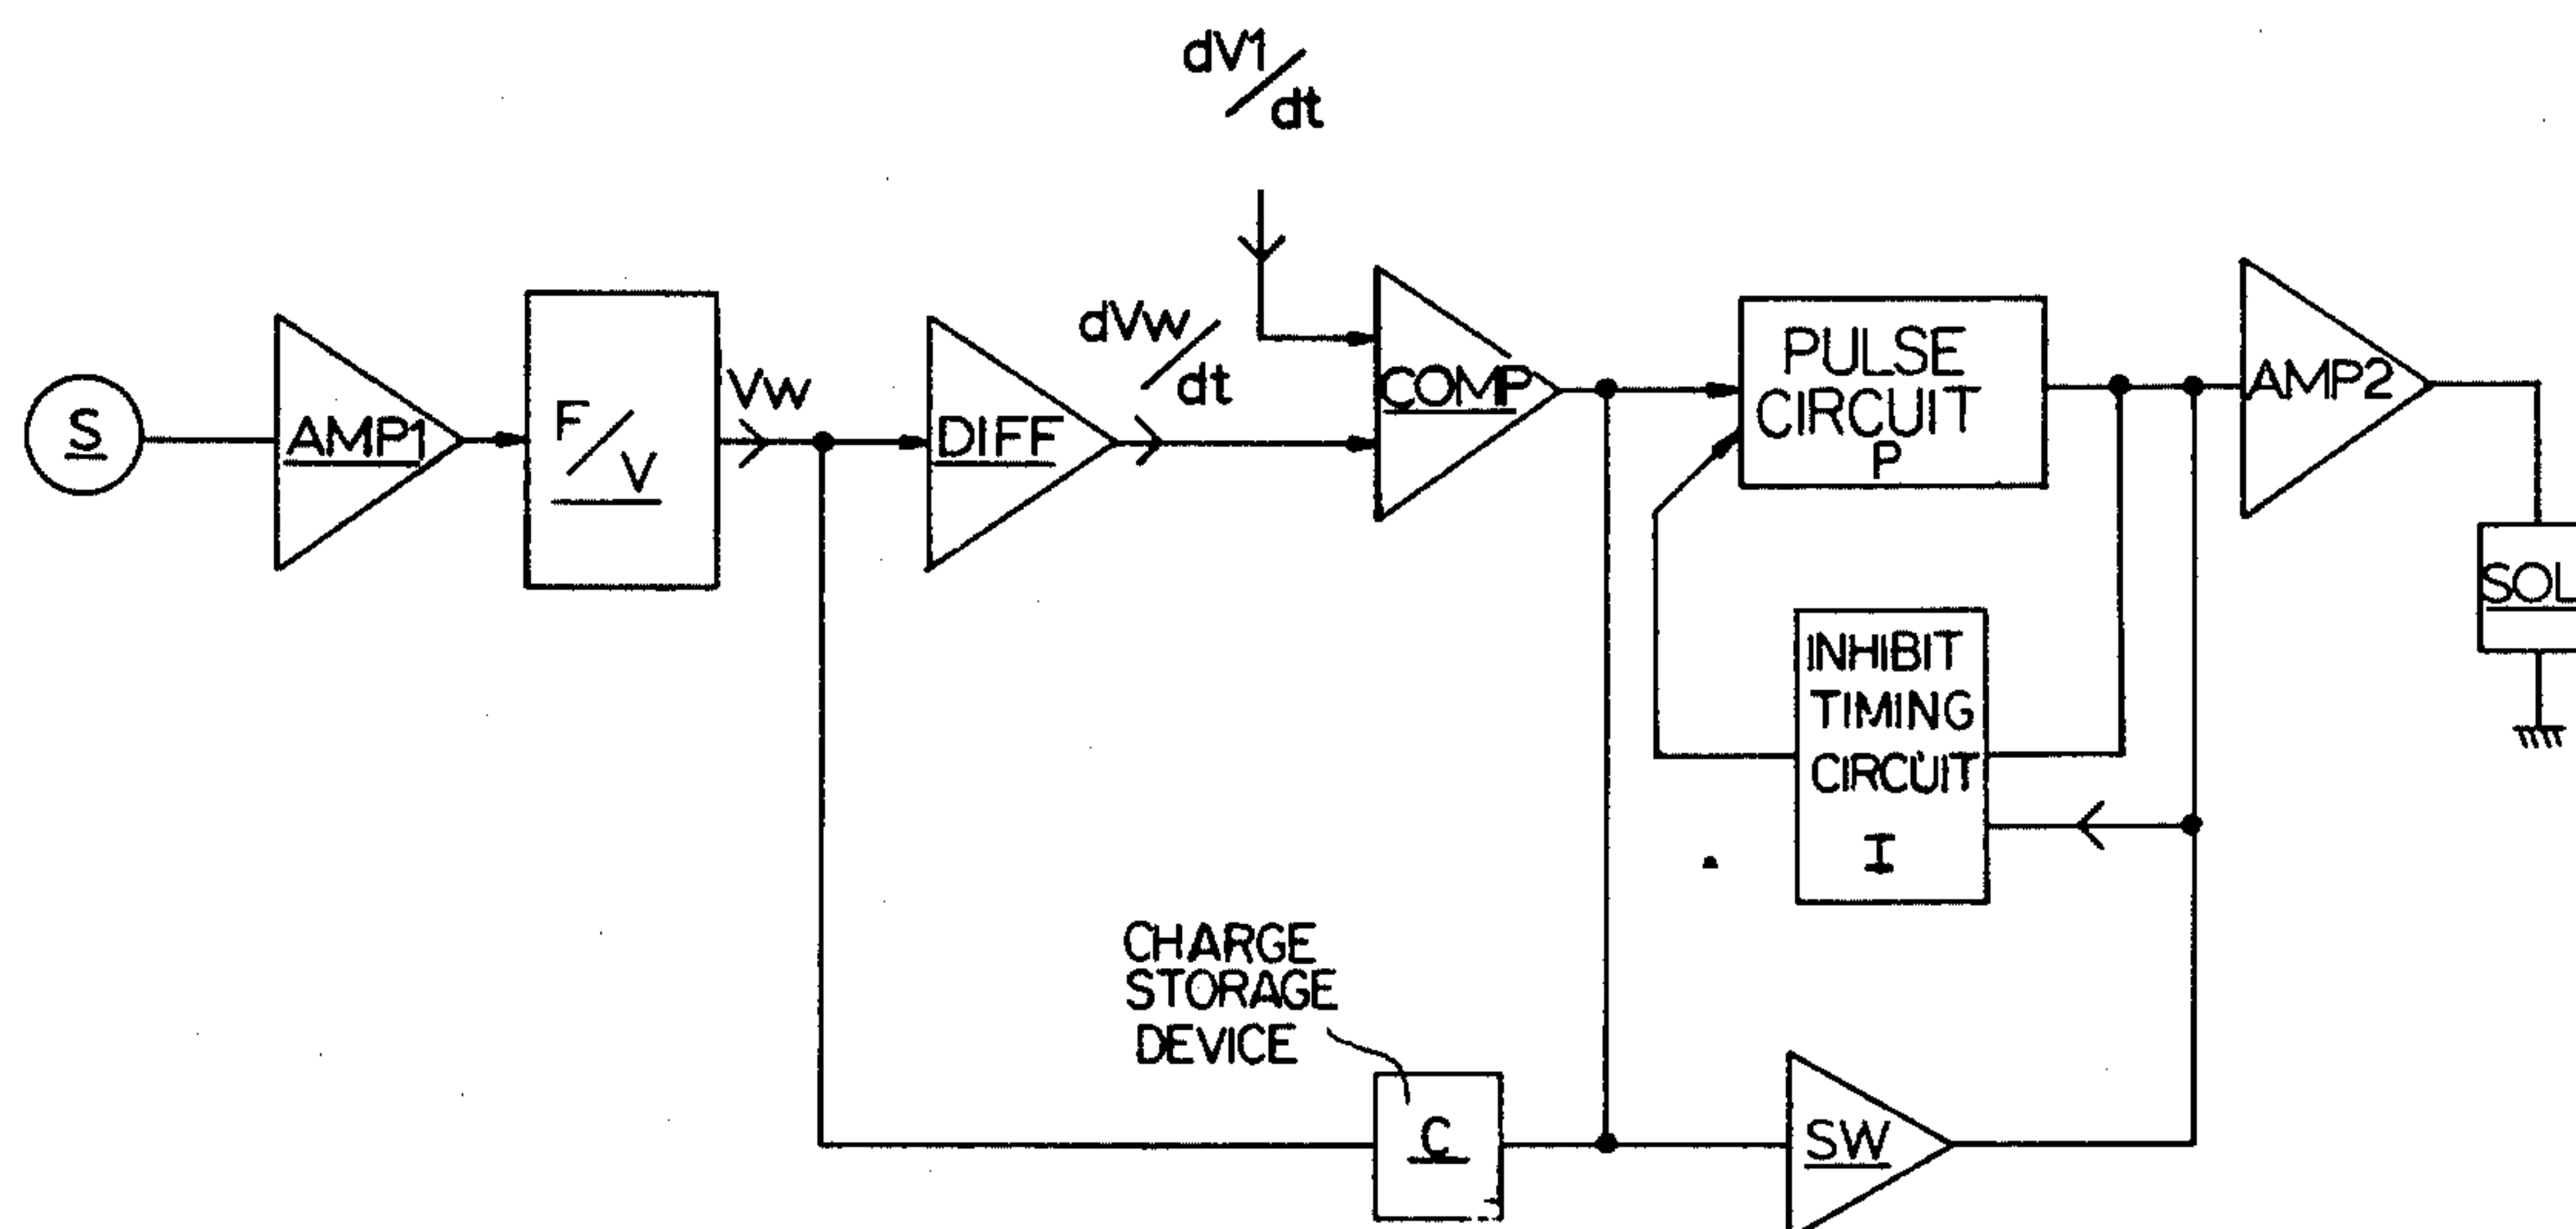 S
AMP1
F/V
Vw
DIFF
dVw/dt
dV1/dt
COMP
PULSE
CIRCUIT
P
AMP2
SOL
INHIBIT
TIMING
CIRCUIT
I
CHARGE
STORAGE
DEVICE
C
SW